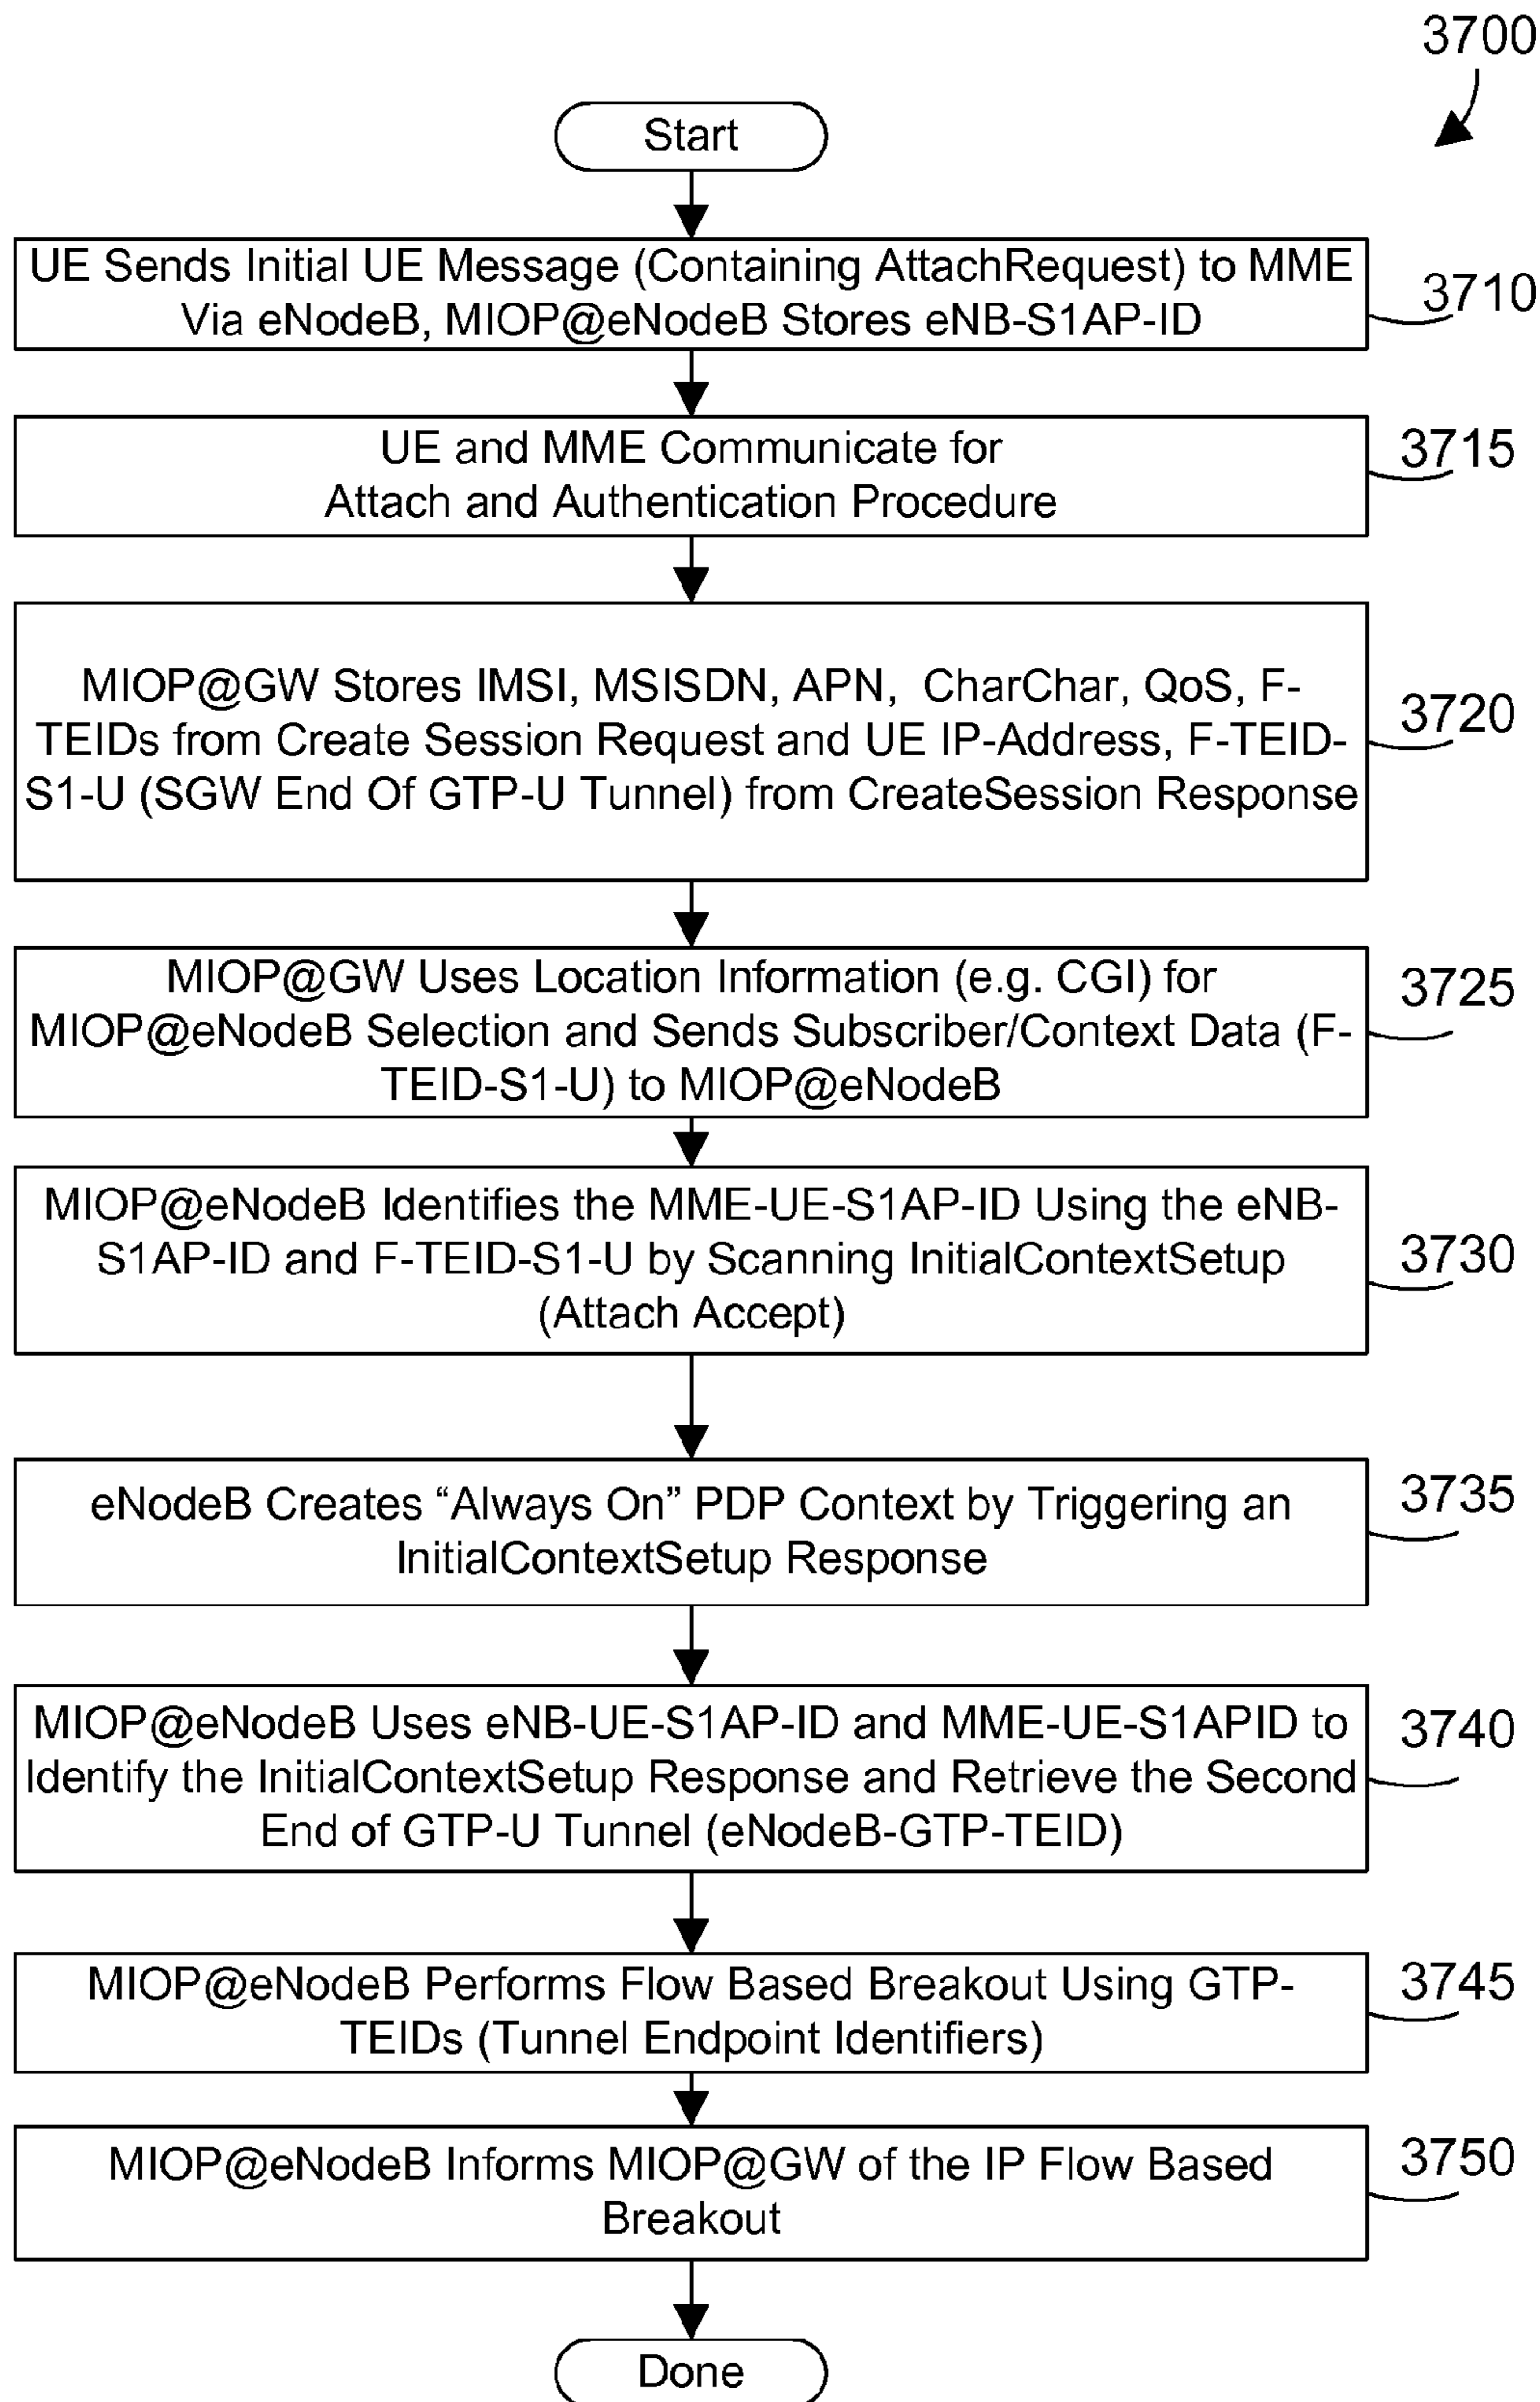 3700
Start
UE Sends Initial UE Message (Containing AttachRequest) to MME
Via eNodeB, MIOP@eNodeB Stores eNB-S1AP-ID
3710
UE and MME Communicate for
Attach and Authentication Procedure
3715
MIOP@GW Stores IMSI, MSISDN, APN, CharChar, QoS, F-
TEIDs from Create Session Request and UE IP-Address, F-TEID-
S1-U (SGW End Of GTP-U Tunnel) from CreateSession Response
3720
MIOP@GW Uses Location Information (e.g. CGI) for
MIOP@eNodeB Selection and Sends Subscriber/Context Data (F-
TEID-S1-U) to MIOP@eNodeB
3725
MIOP@eNodeB Identifies the MME-UE-S1AP-ID Using the eNB-
S1AP-ID and F-TEID-S1-U by Scanning InitialContextSetup
(Attach Accept)
3730
eNodeB Creates “Always On” PDP Context by Triggering an
InitialContextSetup Response
3735
MIOP@eNodeB Uses eNB-UE-S1AP-ID and MME-UE-S1APID to
Identify the InitialContextSetup Response and Retrieve the Second
End of GTP-U Tunnel (eNodeB-GTP-TEID)
3740
MIOP@eNodeB Performs Flow Based Breakout Using GTP-
TEIDs (Tunnel Endpoint Identifiers)
3745
MIOP@eNodeB Informs MIOP@GW of the IP Flow Based
Breakout
3750
Done